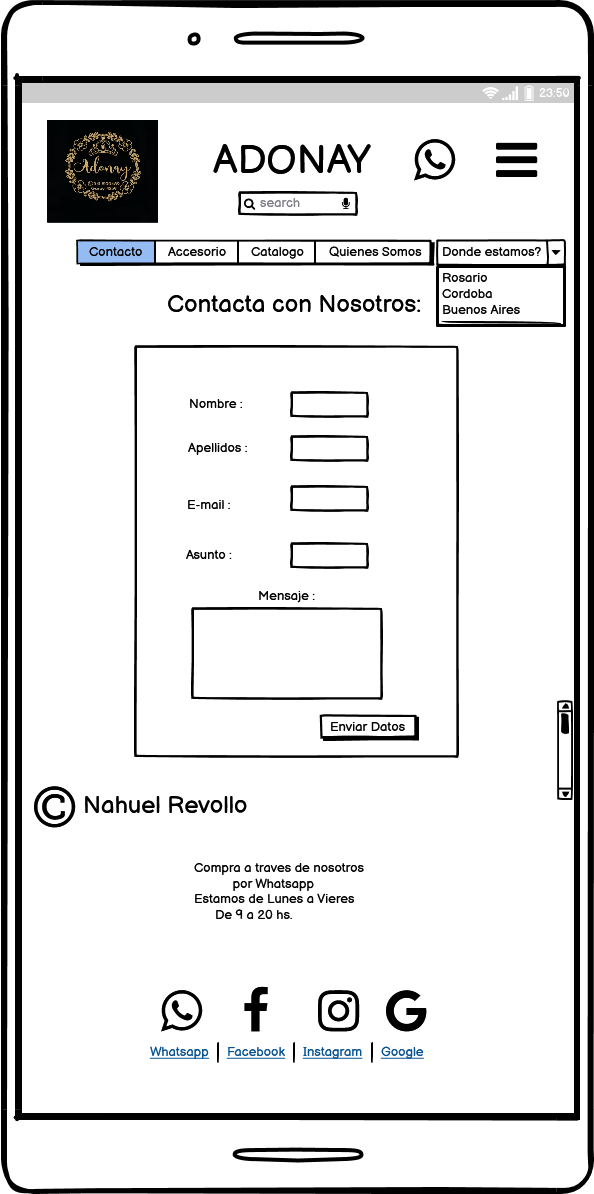 23:50
Adonay
ADONAY
search
Contacto
Accesorio
Catalogo
Quienes Somos
Donde estamos?
Rosario
Cordoba
Buenos Aires
Contacta con Nosotros:
Nombre :
Apellidos :
E-mail :
Asunto :
Mensaje :
Enviar Datos
© Nahuel Revollo
Compra a traves de nosotros
por Whatsapp
Estamos de Lunes a Vieres
De 9 a 20 hs.
Whatsapp
Facebook
Instagram
Google